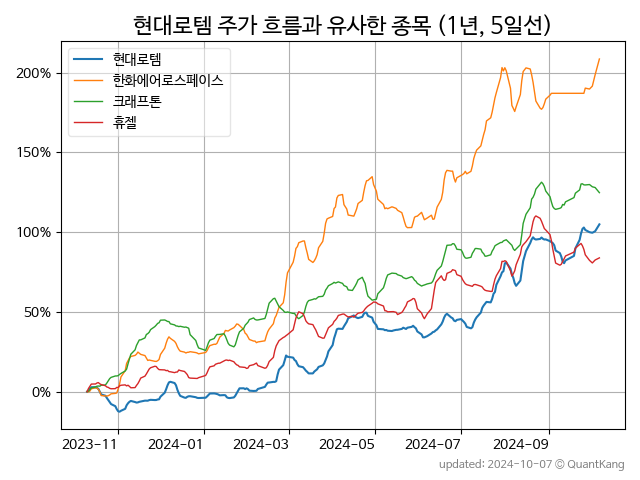 현대로템 주가 흐름과 유사한 종목 (1년, 5일선)
현대로템
한화에어로스페이스
크래프톤
휴젤
200%
150%
100%
50%
0%
2023-11 2024-01 2024-03 2024-05 2024-07 2024-09
updated: 2024-10-07 © QuantKang